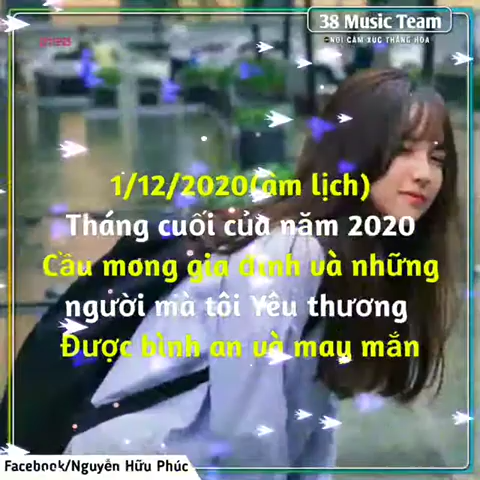 38 Music Team
NƠI CẢM XÚC THĂNG HOA
1/12/2020(âm lịch)
Tháng cuối của năm 2020
Cầu mong gia đình và những
người mà tôi Yêu thương
Được bình an và may mắn
Facebook/Nguyễn Hữu Phúc